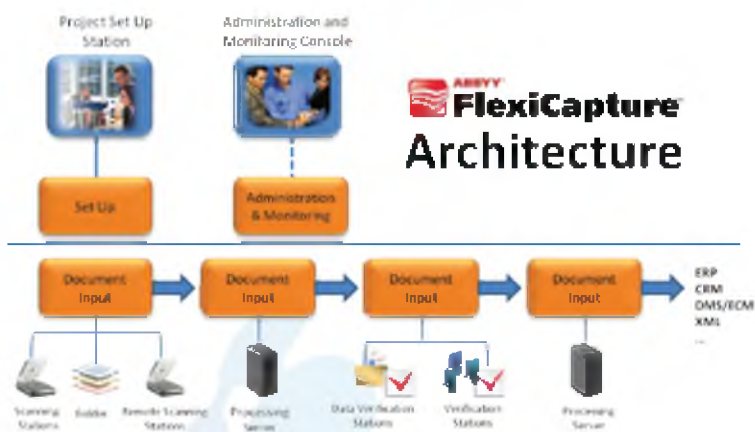 Project Set Up
Station
Administration and
Monitoring Console
ABBYY
FlexiCapture
Architecture
Set Up
Administration
& Monitoring
Document
Input
Document
Input
Document
Input
Document
Input
ERP
CRM
DMS/ECM
XML
...
Scanning
Stations
Remote Scanning
Stations
Processing
Server
Data Verification
Stations
Verification
Stations
Server